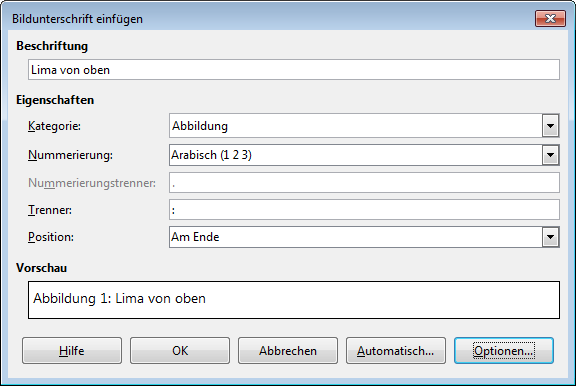 Bildunterschrift einfügen
Beschriftung
Lima von oben
Eigenschaften
Kategorie: Abbildung
Nummerierung: Arabisch (1 2 3)
Nummerierungstrenner: .
Trenner: :
Position: Am Ende
Vorschau
Abbildung 1: Lima von oben
Hilfe OK Abbrechen Automatisch... Optionen...